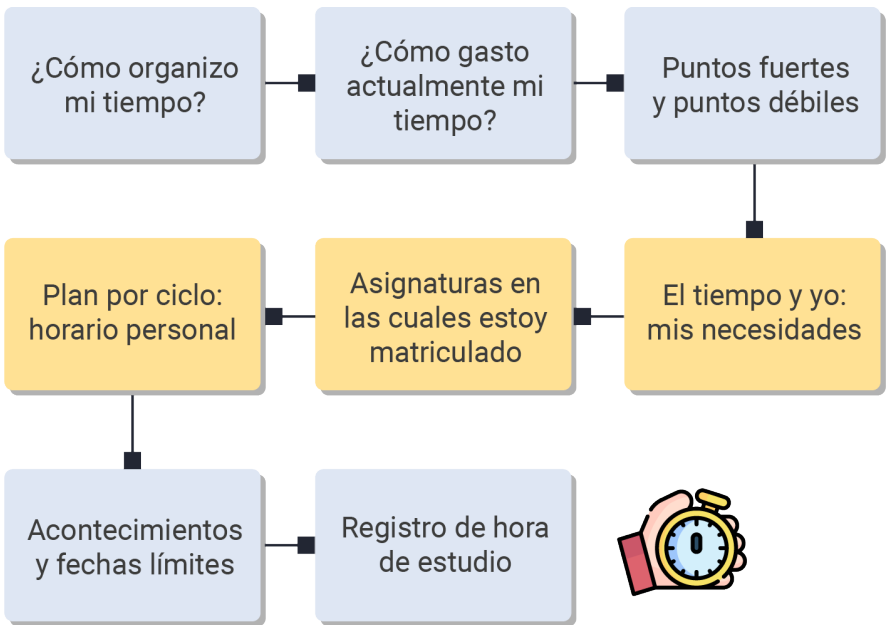 ¿Cómo organizo
mi tiempo?
¿Cómo gasto
actualmente mi
tiempo?
Puntos fuertes
y puntos débiles
El tiempo y yo:
mis necesidades
Asignaturas en
las cuales estoy
matriculado
Plan por ciclo:
horario personal
Acontecimientos
y fechas límites
Registro de hora
de estudio